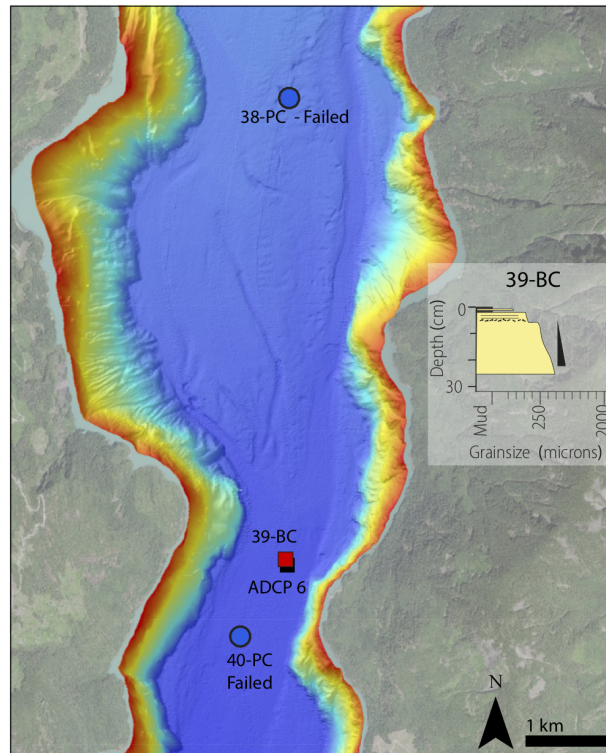 38-PC - Failed
39-BC
0
Depth (cm)
30
Mud
250
2000
Grainsize (microns)
39-BC
ADCP 6
40-PC
Failed
N
1 km